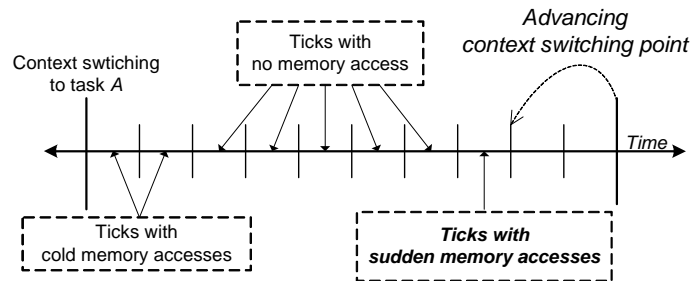 Advancing
context switching point
Ticks with
no memory access
Context swtiching
to task A
Time
Ticks with
cold memory accesses
Ticks with
sudden memory accesses